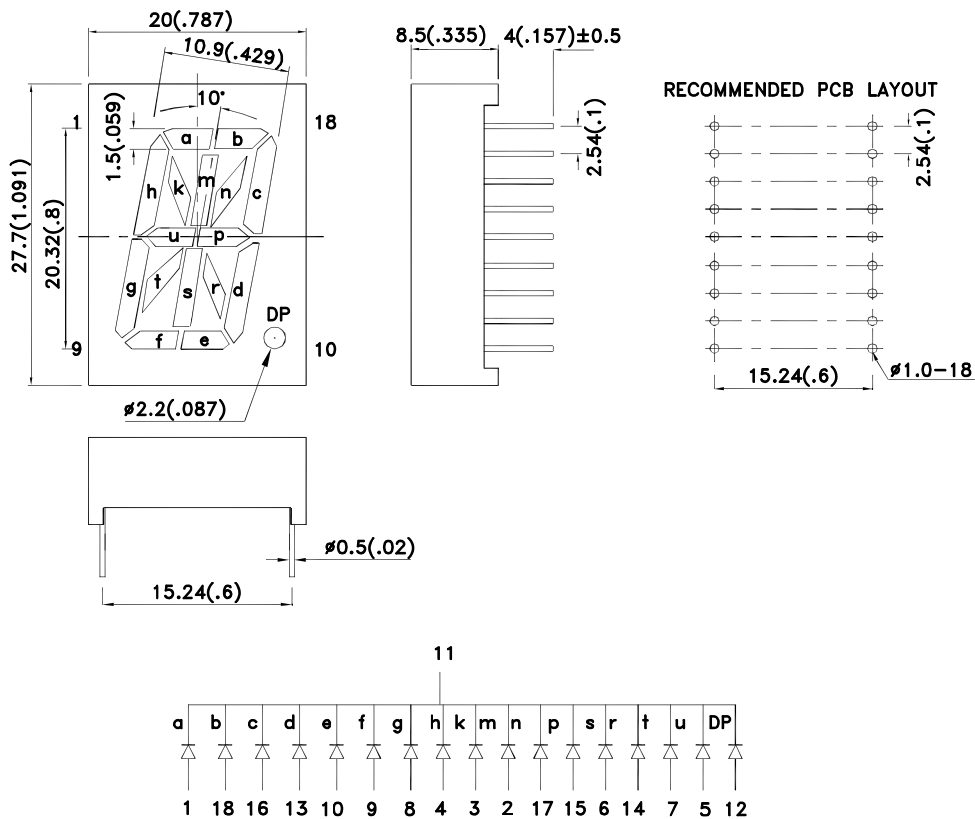 20(.787)
10.9(.429)
10°
1
18
1.5(.059)
27.7(1.091)
20.32(.8)
a
b
h
k
m
n
c
u
p
g
t
s
r
d
f
e
DP
9
10
ø2.2(.087)
8.5(.335)
4(.157)±0.5
2.54(.1)
RECOMMENDED PCB LAYOUT
2.54(.1)
15.24(.6)
ø1.0-18
ø0.5(.02)
15.24(.6)
11
a b c d e f g h k m n p s r t u DP
1 18 16 13 10 9 8 4 3 2 17 15 6 14 7 5 12